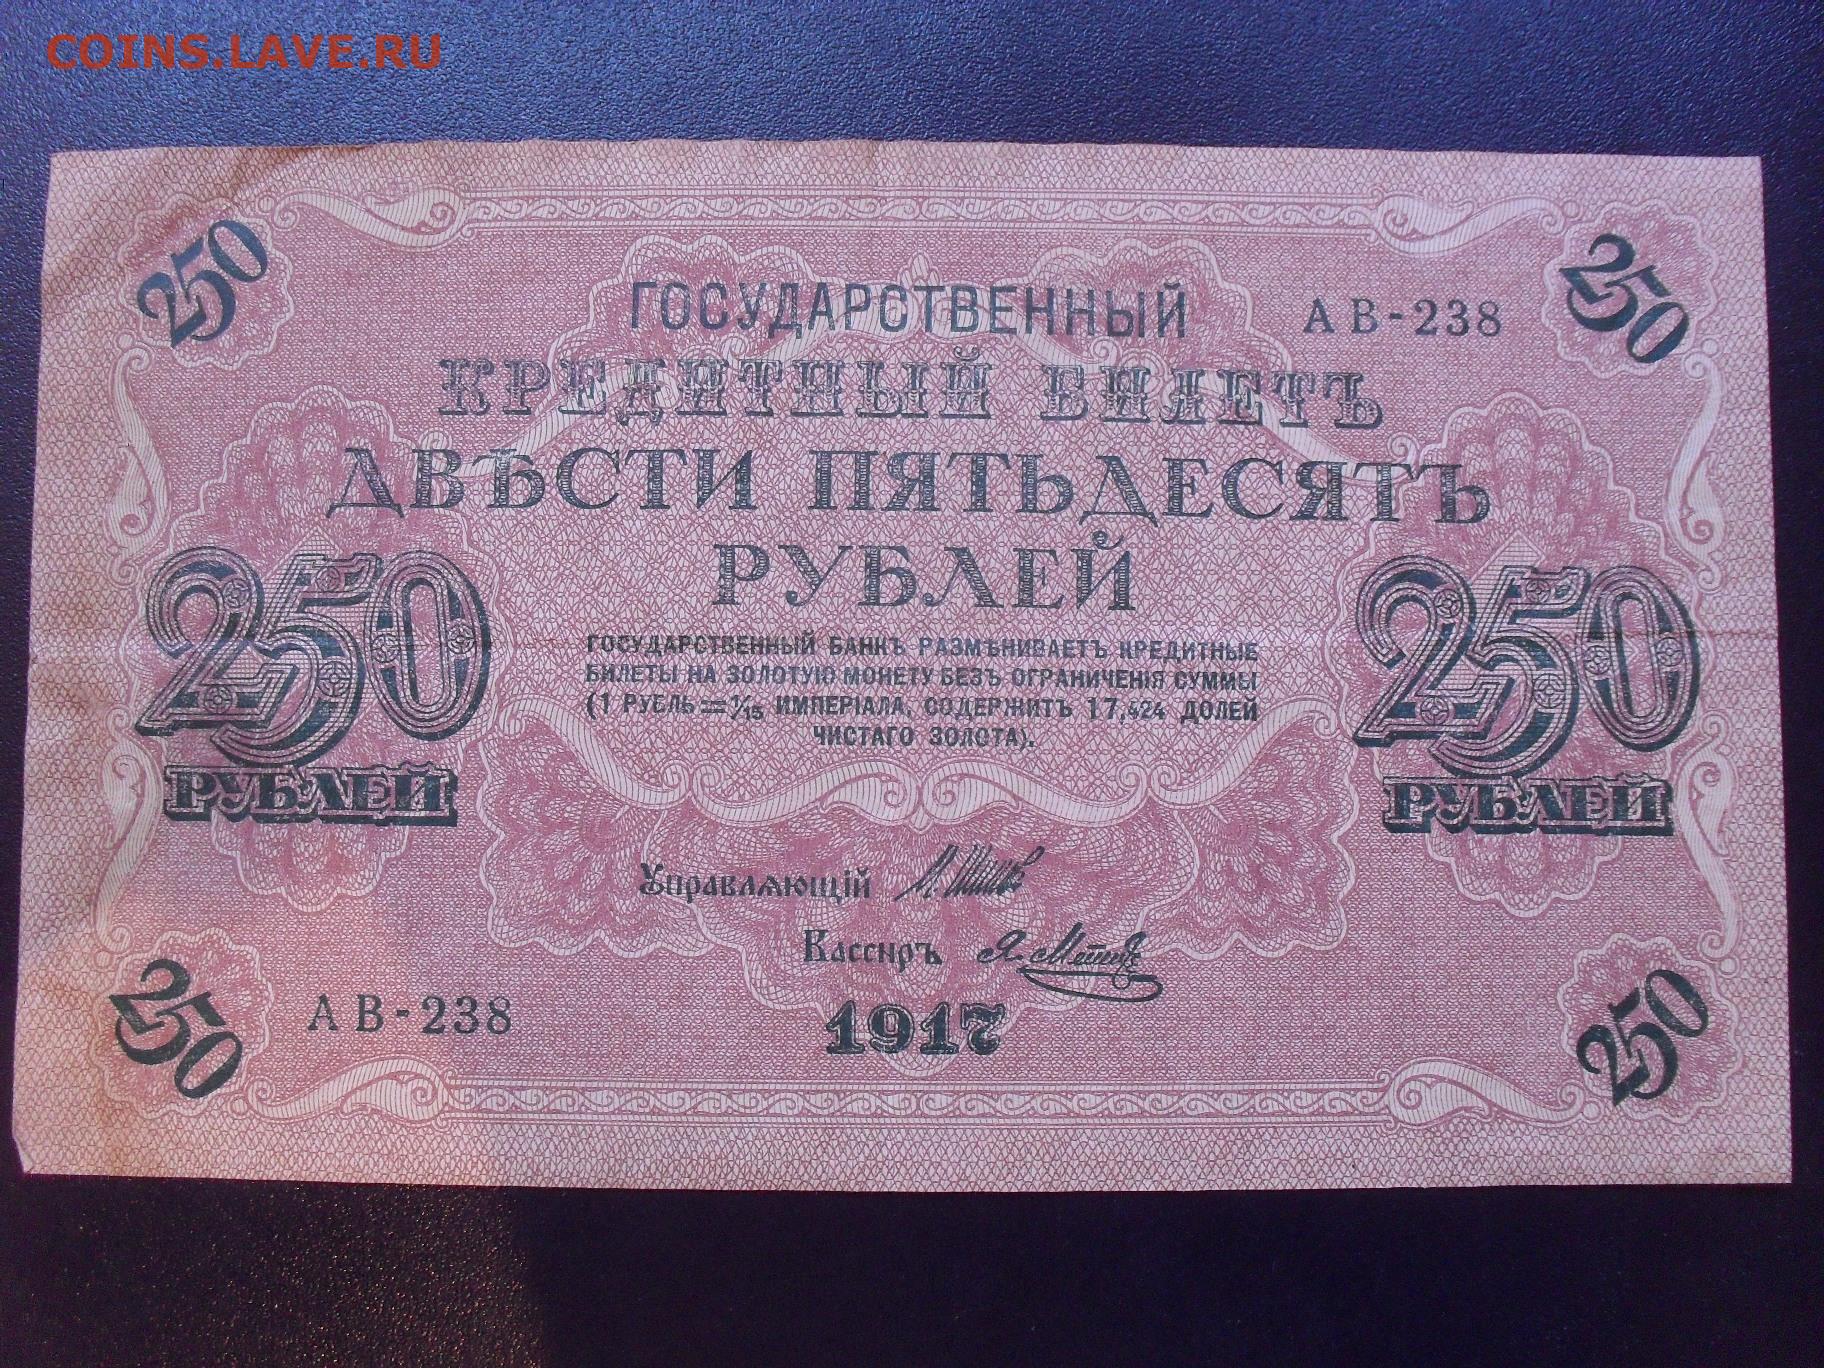 COINS.LAVE.RU
250
250
ГОСУДАРСТВЕННЫЙ
АВ-238
КРЕДИТНЫЙ БИЛЕТЪ
ДВѢСТИ ПЯТЬДЕСЯТЪ
РУБЛЕЙ
250
РУБЛЕЙ
250
РУБЛЕЙ
ГОСУДАРСТВЕННЫЙ БАНКЪ РАЗМѢНИВАЕТЪ КРЕДИТНЫЕ
БИЛЕТЫ НА ЗОЛОТУЮ МОНЕТУ БЕЗЪ ОГРАНИЧЕНІЯ СУММЫ
(1 РУБЛЬ=1/15 ИМПЕРІАЛА, СОДЕРЖИТЪ 17,424 ДОЛЕЙ
ЧИСТАГО ЗОЛОТА).
Управляющій
Кассиръ
250
АВ-238
1917
250